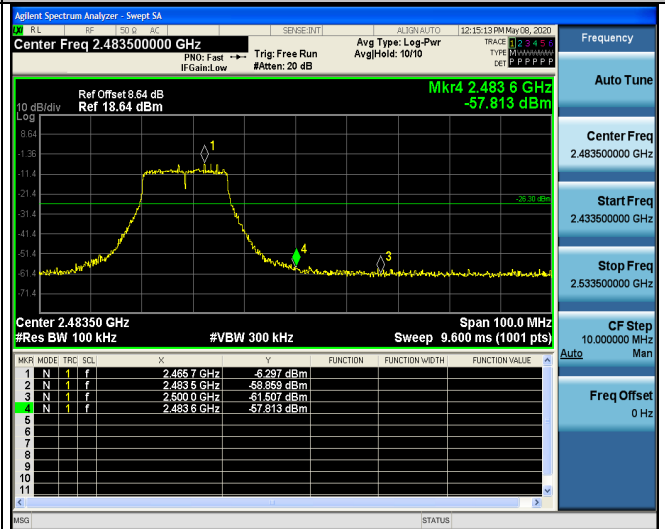 Agilent Spectrum Analyzer - Swept SA
LXI RL RF 50 Ω AC SENSE:INT ALIGN AUTO 12:15:13 PM May 08, 2020
Center Freq 2.483500000 GHz
PNO: Fast
IFGain:Low
Trig: Free Run
#Atten: 20 dB
Avg Type: Log-Pwr
Avg|Hold: 10/10
TRACE 1 2 3 4 5 6
TYPE M
DET P P P P P P
Mkr4 2.483 6 GHz
-57.813 dBm
Ref Offset 8.64 dB
10 dB/div Ref 18.64 dBm
Log
8.64
-1.36
-11.4
-21.4
-31.4
-41.4
-51.4
-61.4
-71.4
1
-26.30 dBm
4
3
Center 2.48350 GHz Span 100.0 MHz
#Res BW 100 kHz #VBW 300 kHz Sweep 9.600 ms (1001 pts)
MKR MODE TRC SCL X Y FUNCTION FUNCTION WIDTH FUNCTION VALUE
1 N 1 f 2.465 7 GHz -6.297 dBm
2 N 1 f 2.483 5 GHz -58.859 dBm
3 N 1 f 2.500 0 GHz -61.507 dBm
4 N 1 f 2.483 6 GHz -57.813 dBm
5
6
7
8
9
10
11
MSG STATUS
Frequency
Auto Tune
Center Freq
2.483500000 GHz
Start Freq
2.433500000 GHz
Stop Freq
2.533500000 GHz
CF Step
10.000000 MHz
Auto Man
Freq Offset
0 Hz